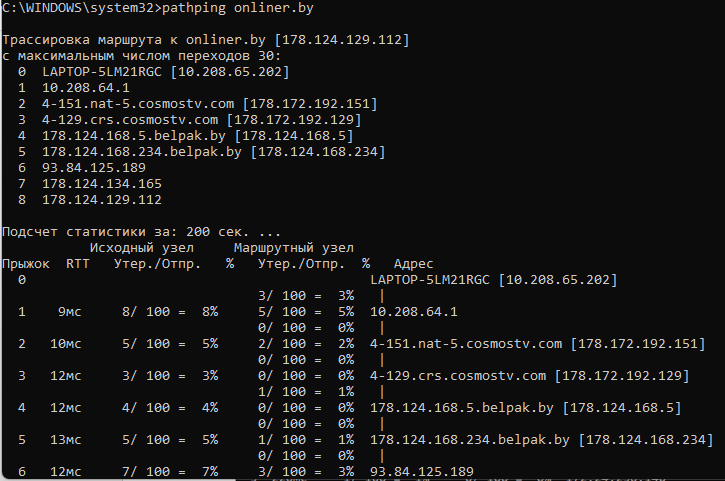 C:\WINDOWS\system32>pathping onliner.by
Трассировка маршрута к onliner.by [178.124.129.112]
с максимальным числом переходов 30:
  0  LAPTOP-5LM21RGC [10.208.65.202]
  1  10.208.64.1
  2  4-151.nat-5.cosmostv.com [178.172.192.151]
  3  4-129.crs.cosmostv.com [178.172.192.129]
  4  178.124.168.5.belpak.by [178.124.168.5]
  5  178.124.168.234.belpak.by [178.124.168.234]
  6  93.84.125.189
  7  178.124.134.165
  8  178.124.129.112
Подсчет статистики за: 200 сек. ...
           Исходный узел     Маршрутный узел
Прыжок  RTT   Утер./Отпр.   %   Утер./Отпр.  %   Адрес
  0                                           LAPTOP-5LM21RGC [10.208.65.202]
                                3/ 100 =  3%   |
  1    9мс     8/ 100 =  8%     5/ 100 =  5%  10.208.64.1
                                0/ 100 =  0%   |
  2   10мс     5/ 100 =  5%     2/ 100 =  2%  4-151.nat-5.cosmostv.com [178.172.192.151]
                                0/ 100 =  0%   |
  3   12мс     3/ 100 =  3%     0/ 100 =  0%  4-129.crs.cosmostv.com [178.172.192.129]
                                1/ 100 =  1%   |
  4   12мс     4/ 100 =  4%     0/ 100 =  0%  178.124.168.5.belpak.by [178.124.168.5]
                                0/ 100 =  0%   |
  5   13мс     5/ 100 =  5%     1/ 100 =  1%  178.124.168.234.belpak.by [178.124.168.234]
                                0/ 100 =  0%   |
  6   12мс     7/ 100 =  7%     3/ 100 =  3%  93.84.125.189